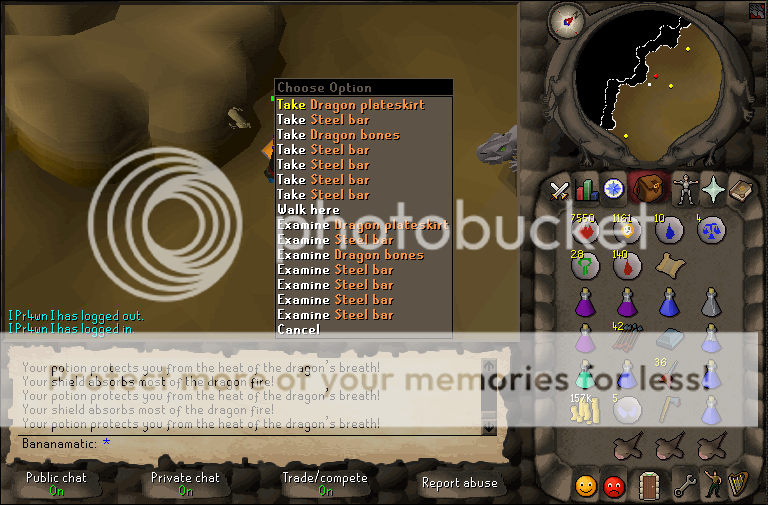 Choose Option
Take Dragon plateskirt
Take Steel bar
Take Dragon bones
Take Steel bar
Take Steel bar
Take Steel bar
Take Steel bar
Walk here
Examine Dragon plateskirt
Examine Steel bar
Examine Dragon bones
Examine Steel bar
Examine Steel bar
Examine Steel bar
Examine Steel bar
Cancel
7550 1161 10 4
28 140
42
36
157K 5
photobucket
Protect more of your memories for less!
I Pr4wn I has logged out.
I Pr4wn I has logged in.
Your potion protects you from the heat of the dragon's breath!
Your shield absorbs most of the dragon fire!
Your potion protects you from the heat of the dragon's breath!
Your shield absorbs most of the dragon fire!
Your potion protects you from the heat of the dragon's breath!
Bananamatic: *
Public chat
On
Private chat
On
Trade/compete
On
Report abuse